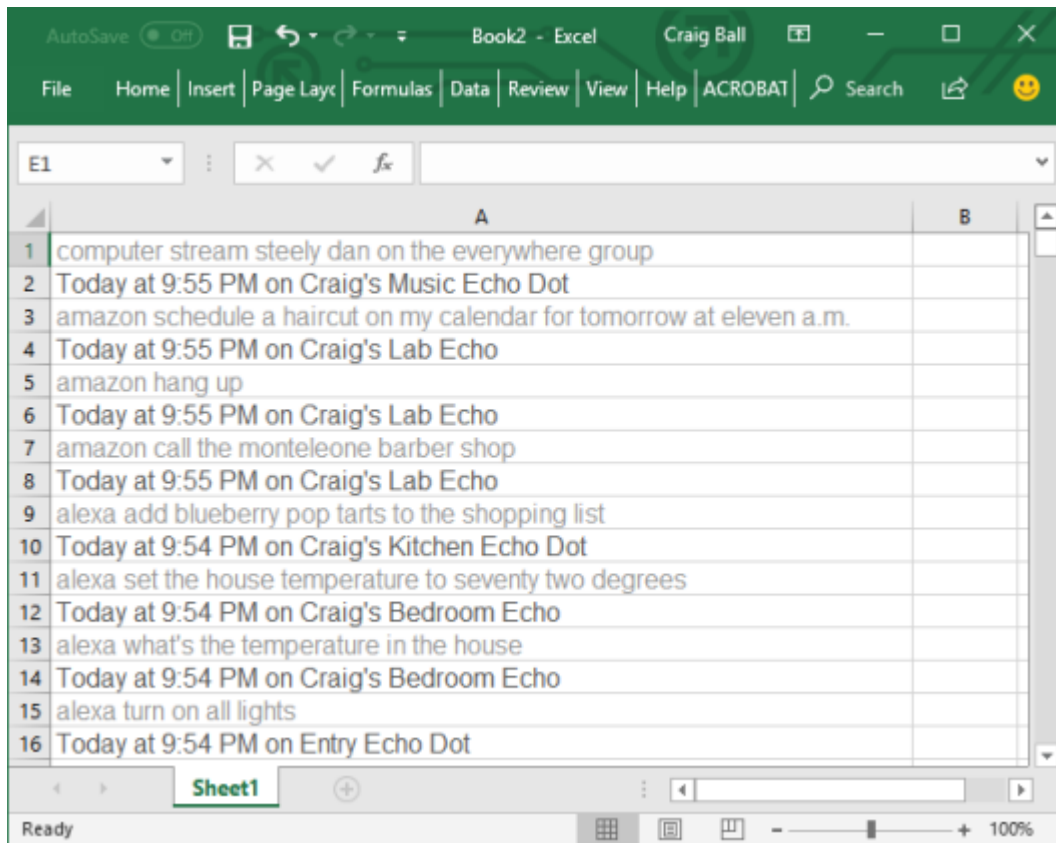 AutoSave Off Book2 - Excel Craig Ball
File Home Insert Page Layc Formulas Data Review View Help ACROBAT Search
E1 fx
A B
1 computer stream steely dan on the everywhere group
2 Today at 9:55 PM on Craig's Music Echo Dot
3 amazon schedule a haircut on my calendar for tomorrow at eleven a.m.
4 Today at 9:55 PM on Craig's Lab Echo
5 amazon hang up
6 Today at 9:55 PM on Craig's Lab Echo
7 amazon call the monteleone barber shop
8 Today at 9:55 PM on Craig's Lab Echo
9 alexa add blueberry pop tarts to the shopping list
10 Today at 9:54 PM on Craig's Kitchen Echo Dot
11 alexa set the house temperature to seventy two degrees
12 Today at 9:54 PM on Craig's Bedroom Echo
13 alexa what's the temperature in the house
14 Today at 9:54 PM on Craig's Bedroom Echo
15 alexa turn on all lights
16 Today at 9:54 PM on Entry Echo Dot
Sheet1
Ready 100%